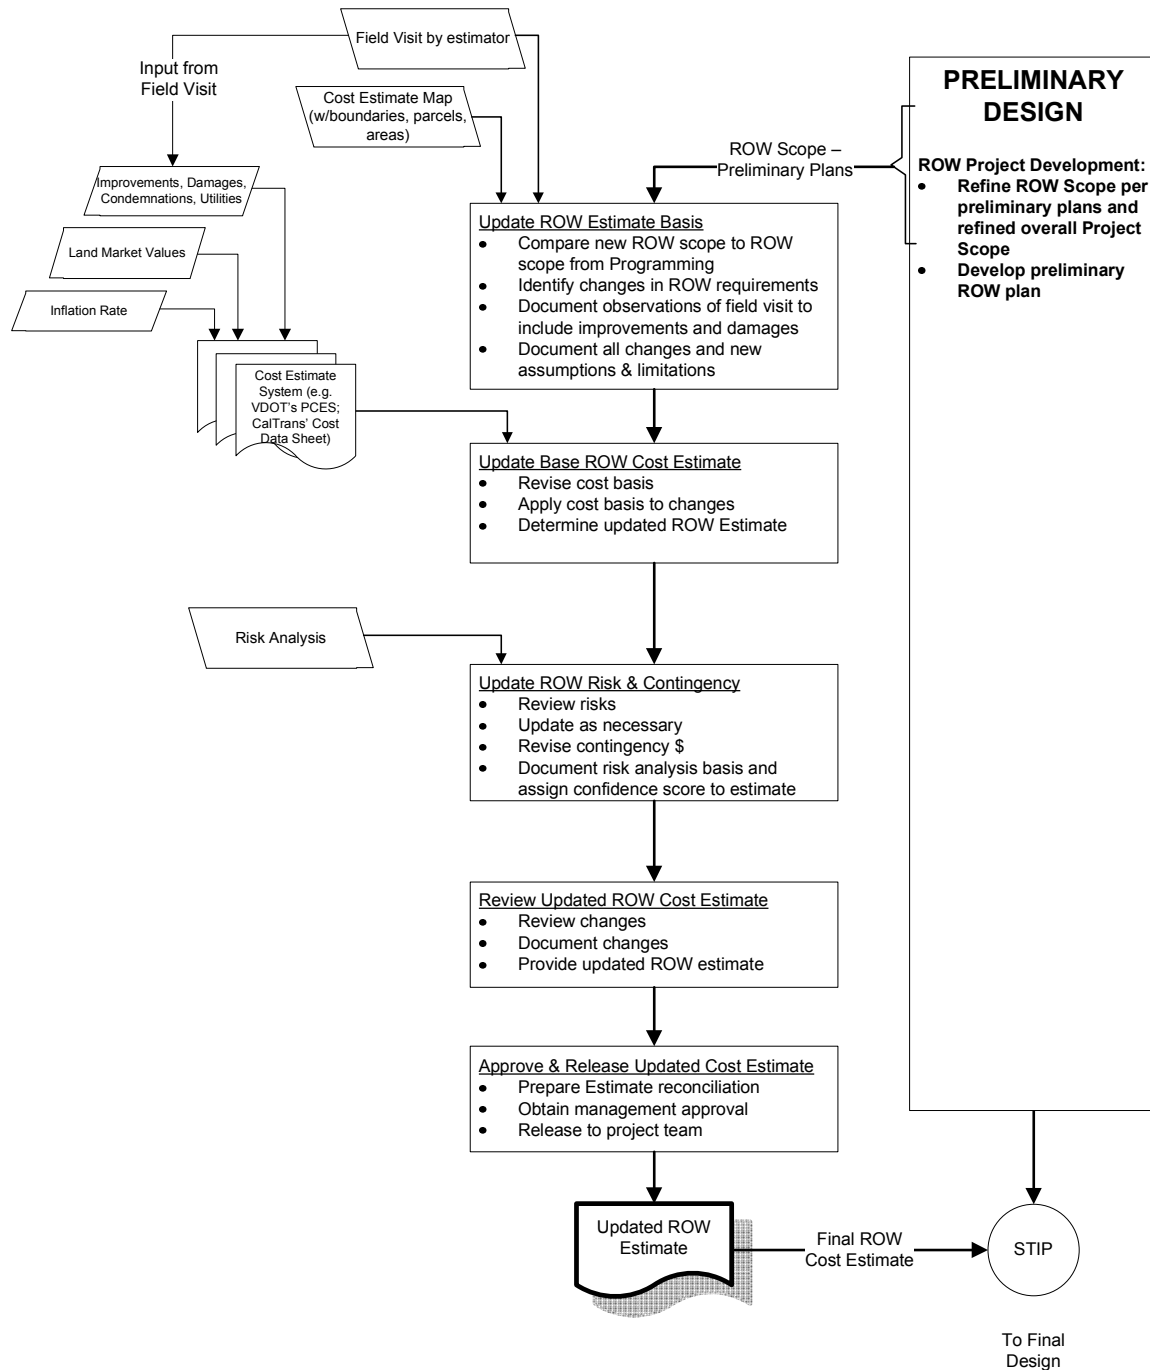 Field Visit by estimator
Input from
Field Visit
Cost Estimate Map
(w/boundaries, parcels,
areas)
PRELIMINARY
DESIGN
ROW Project Development:
• Refine ROW Scope per
preliminary plans and
refined overall Project
Scope
• Develop preliminary
ROW plan
ROW Scope –
Preliminary Plans
Improvements, Damages,
Condemnations, Utilities
Land Market Values
Inflation Rate
Cost Estimate
System (e.g.
VDOT's PCES;
CalTrans' Cost
Data Sheet)
Update ROW Estimate Basis
• Compare new ROW scope to ROW
scope from Programming
• Identify changes in ROW requirements
• Document observations of field visit to
include improvements and damages
• Document all changes and new
assumptions & limitations
Update Base ROW Cost Estimate
• Revise cost basis
• Apply cost basis to changes
• Determine updated ROW Estimate
Risk Analysis
Update ROW Risk & Contingency
• Review risks
• Update as necessary
• Revise contingency $
• Document risk analysis basis and
assign confidence score to estimate
Review Updated ROW Cost Estimate
• Review changes
• Document changes
• Provide updated ROW estimate
Approve & Release Updated Cost Estimate
• Prepare Estimate reconciliation
• Obtain management approval
• Release to project team
Updated ROW
Estimate
Final ROW
Cost Estimate
STIP
To Final
Design